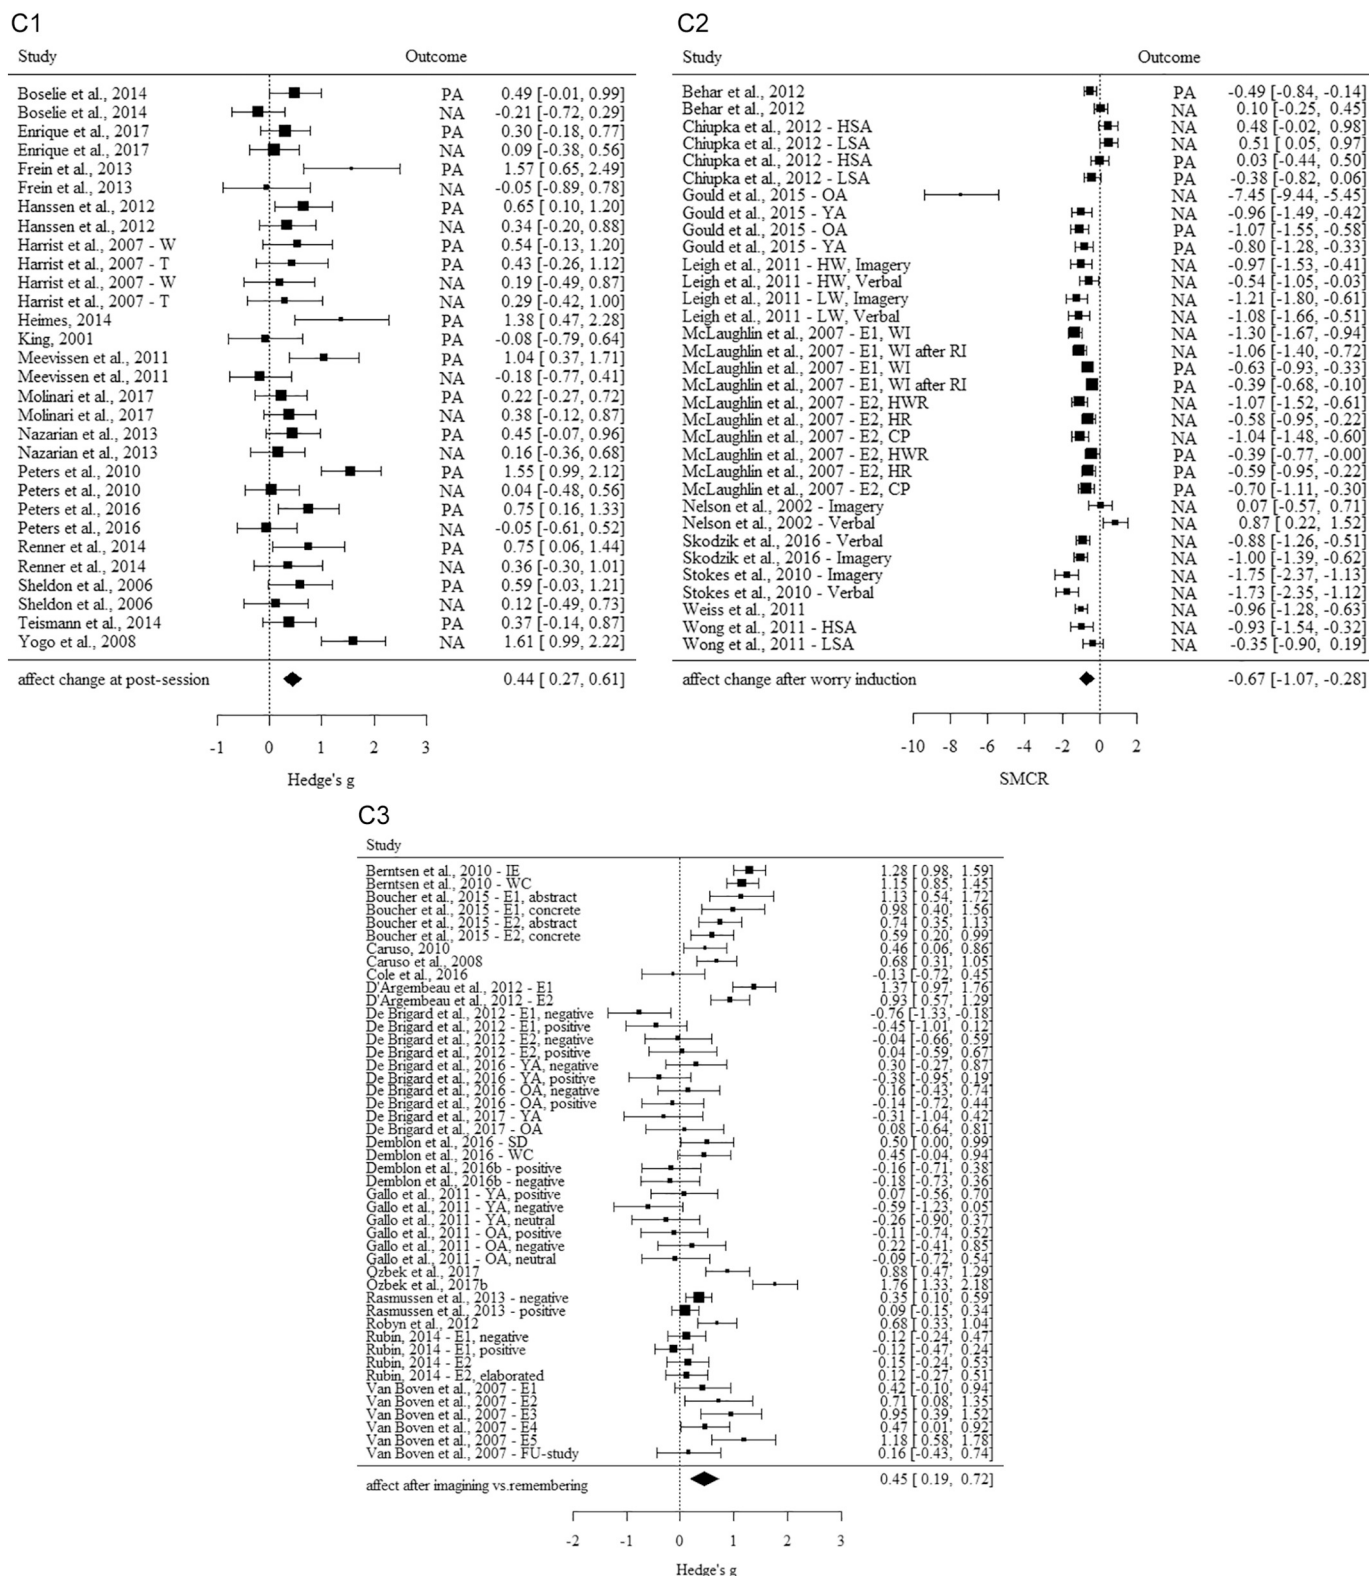 C1
Study Outcome
Boselie et al., 2014 PA 0.49 [-0.01, 0.99]
Boselie et al., 2014 NA -0.21 [-0.72, 0.29]
Enrique et al., 2017 PA 0.30 [-0.18, 0.77]
Enrique et al., 2017 NA 0.09 [-0.38, 0.56]
Frein et al., 2013 PA 1.57 [0.65, 2.49]
Frein et al., 2013 NA -0.05 [-0.89, 0.78]
Hanssen et al., 2012 PA 0.65 [ 0.10, 1.20]
Hanssen et al., 2012 NA 0.34 [-0.20, 0.88]
Harrist et al., 2007 - W PA 0.54 [-0.13, 1.20]
Harrist et al., 2007 - T PA 0.43 [-0.26, 1.12]
Harrist et al., 2007 - W NA 0.19 [-0.49, 0.87]
Harrist et al., 2007 - T NA 0.29 [-0.42, 1.00]
Heimes, 2014 PA 1.38 [0.47, 2.28]
King, 2001 PA -0.08 [-0.79, 0.64]
Meevissen et al., 2011 PA 1.04 [0.37, 1.71]
Meevissen et al., 2011 NA -0.18 [-0.77, 0.41]
Molinari et al., 2017 PA 0.22 [-0.27, 0.72]
Molinari et al., 2017 NA 0.38 [-0.12, 0.87]
Nazarian et al., 2013 PA 0.45 [-0.07, 0.96]
Nazarian et al., 2013 NA 0.16 [-0.36, 0.68]
Peters et al., 2010 PA 1.55 [0.99, 2.12]
Peters et al., 2010 NA 0.04 [-0.48, 0.56]
Peters et al., 2016 PA 0.75 [0.16, 1.33]
Peters et al., 2016 NA -0.05 [-0.61, 0.52]
Renner et al., 2014 PA 0.75 [ 0.06, 1.44]
Renner et al., 2014 NA 0.36 [-0.30, 1.01]
Sheldon et al., 2006 PA 0.59 [-0.03, 1.21]
Sheldon et al., 2006 NA 0.12 [-0.49, 0.73]
Teismann et al., 2014 PA 0.37 [-0.14, 0.87]
Yogo et al., 2008 NA 1.61 [0.99, 2.22]
affect change at post-session 0.44 [ 0.27, 0.61]
-1 0 1 2 3
Hedge's g
C2
Study Outcome
Behar et al., 2012 PA -0.49 [-0.84, -0.14]
Behar et al., 2012 NA 0.10 [-0.25, 0.45]
Chiupka et al., 2012 - HSA NA 0.48 [-0.02, 0.98]
Chiupka et al., 2012 - LSA NA 0.51 [ 0.05, 0.97]
Chiupka et al., 2012 - HSA PA 0.03 [-0.44, 0.50]
Chiupka et al., 2012 - LSA PA -0.38 [-0.82, 0.06]
Gould et al., 2015 - OA NA -7.45 [-9.44, -5.45]
Gould et al., 2015 - YA NA -0.96 [-1.49, -0.42]
Gould et al., 2015 - OA PA -1.07 [-1.55, -0.58]
Gould et al., 2015 - YA PA -0.80 [-1.28, -0.33]
Leigh et al., 2011 - HW, Imagery NA -0.97 [-1.53, -0.41]
Leigh et al., 2011 - HW, Verbal NA -0.54 [-1.05, -0.03]
Leigh et al., 2011 - LW, Imagery NA -1.21 [-1.80, -0.61]
Leigh et al., 2011 - LW, Verbal NA -1.08 [-1.66, -0.51]
McLaughlin et al., 2007 - E1, WI NA -1.30 [-1.67, -0.94]
McLaughlin et al., 2007 - E1, WI after RI NA -1.06 [-1.40, -0.72]
McLaughlin et al., 2007 - E1, WI PA -0.63 [-0.93, -0.33]
McLaughlin et al., 2007 - E1, WI after RI PA -0.39 [-0.68, -0.10]
McLaughlin et al., 2007 - E2, HWR NA -1.07 [-1.52, -0.61]
McLaughlin et al., 2007 - E2, HR NA -0.58 [-0.95, -0.22]
McLaughlin et al., 2007 - E2, CP NA -1.04 [-1.48, -0.60]
McLaughlin et al., 2007 - E2, HWR PA -0.39 [-0.77, -0.00]
McLaughlin et al., 2007 - E2, HR PA -0.59 [-0.95, -0.22]
McLaughlin et al., 2007 - E2, CP PA -0.70 [-1.11, -0.30]
Nelson et al., 2002 - Imagery NA 0.07 [-0.57, 0.71]
Nelson et al., 2002 - Verbal NA 0.87 [ 0.22, 1.52]
Skodzik et al., 2016 - Verbal NA -0.88 [-1.26, -0.51]
Skodzik et al., 2016 - Imagery NA -1.00 [-1.39, -0.62]
Stokes et al., 2010 - Imagery NA -1.75 [-2.37, -1.13]
Stokes et al., 2010 - Verbal NA -1.73 [-2.35, -1.12]
Weiss et al., 2011 NA -0.96 [-1.28, -0.63]
Wong et al., 2011 - HSA NA -0.93 [-1.54, -0.32]
Wong et al., 2011 - LSA NA -0.35 [-0.90, 0.19]
affect change after worry induction -0.67 [-1.07, -0.28]
-10 -8 -6 -4 -2 0 2
SMCR
C3
Study
Berntsen et al., 2010 - IE 1.28 [ 0.98, 1.59]
Berntsen et al., 2010 - WC 1.15 [ 0.85, 1.45]
Boucher et al., 2015 - E1, abstract 1.13 [ 0.54, 1.72]
Boucher et al., 2015 - E1, concrete 0.98 [ 0.40, 1.56]
Boucher et al., 2015 - E2, abstract 0.74 [ 0.35, 1.13]
Boucher et al., 2015 - E2, concrete 0.59 [ 0.20, 0.99]
Caruso, 2010 0.46 [ 0.06, 0.86]
Caruso et al., 2008 0.68 [ 0.31, 1.05]
Cole et al., 2016 -0.13 [-0.72, 0.45]
D'Argembeau et al., 2012 - E1 1.37 [ 0.97, 1.76]
D'Argembeau et al., 2012 - E2 0.93 [ 0.57, 1.29]
De Brigard et al., 2012 - E1, negative -0.76 [-1.33, -0.18]
De Brigard et al., 2012 - E1, positive -0.45 [-1.01, 0.12]
De Brigard et al., 2012 - E2, negative -0.04 [-0.66, 0.59]
De Brigard et al., 2012 - E2, positive 0.04 [-0.59, 0.67]
De Brigard et al., 2016 - YA, negative 0.30 [-0.27, 0.87]
De Brigard et al., 2016 - YA, positive -0.38 [-0.95, 0.19]
De Brigard et al., 2016 - OA, negative 0.16 [-0.43, 0.74]
De Brigard et al., 2016 - OA, positive -0.14 [-0.72, 0.44]
De Brigard et al., 2017 - YA -0.31 [-1.04, 0.42]
De Brigard et al., 2017 - OA 0.08 [-0.64, 0.81]
Demblon et al., 2016 - SD 0.50 [ 0.00, 0.99]
Demblon et al., 2016 - WC 0.45 [-0.04, 0.94]
Demblon et al., 2016b - positive -0.16 [-0.71, 0.38]
Demblon et al., 2016b - negative -0.18 [-0.73, 0.36]
Gallo et al., 2011 - YA, positive 0.07 [-0.56, 0.70]
Gallo et al., 2011 - YA, negative -0.59 [-1.23, 0.05]
Gallo et al., 2011 - YA, neutral -0.26 [-0.90, 0.37]
Gallo et al., 2011 - OA, positive -0.11 [-0.74, 0.52]
Gallo et al., 2011 - OA, negative 0.22 [-0.41, 0.85]
Gallo et al., 2011 - OA, neutral -0.09 [-0.72, 0.54]
Özbek et al., 2017 0.88 [ 0.47, 1.29]
Özbek et al., 2017b 1.76 [ 1.33, 2.18]
Rasmussen et al., 2013 - negative 0.35 [ 0.10, 0.59]
Rasmussen et al., 2013 - positive 0.09 [-0.15, 0.34]
Robyn et al., 2012 0.68 [ 0.33, 1.04]
Rubin, 2014 - E1, negative 0.12 [-0.24, 0.47]
Rubin, 2014 - E1, positive -0.12 [-0.47, 0.24]
Rubin, 2014 - E2 0.15 [-0.24, 0.53]
Rubin, 2014 - E2, elaborated 0.12 [-0.27, 0.51]
Van Boven et al., 2007 - E1 0.42 [-0.10, 0.94]
Van Boven et al., 2007 - E2 0.71 [ 0.08, 1.35]
Van Boven et al., 2007 - E3 0.95 [ 0.39, 1.52]
Van Boven et al., 2007 - E4 0.47 [ 0.01, 0.92]
Van Boven et al., 2007 - E5 1.18 [ 0.58, 1.78]
Van Boven et al., 2007 - FU-study 0.16 [-0.43, 0.74]
affect after imagining vs.remembering 0.45 [ 0.19, 0.72]
-2 -1 0 1 2 3
Hedge's g